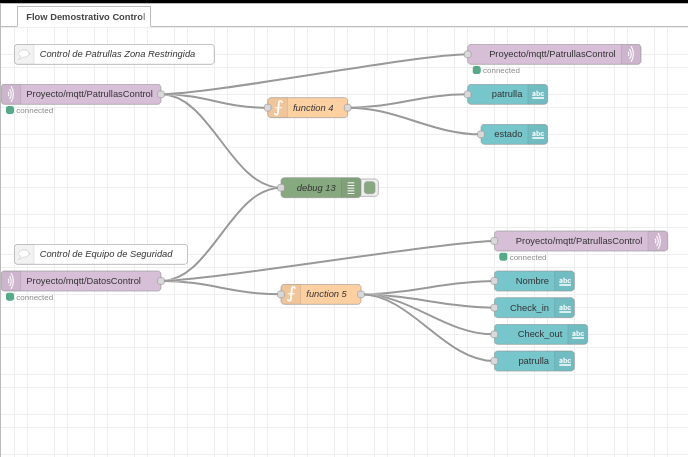 Flow Demostrativo Control
Control de Patrullas Zona Restringida
Proyecto/mqtt/PatrullasControl
connected
Proyecto/mqtt/PatrullasControl
connected
function 4
patrulla
abc
estado
abc
debug 13
Control de Equipo de Seguridad
Proyecto/mqtt/PatrullasControl
connected
Proyecto/mqtt/DatosControl
connected
function 5
Nombre
abc
Check_in
abc
Check_out
abc
patrulla
abc